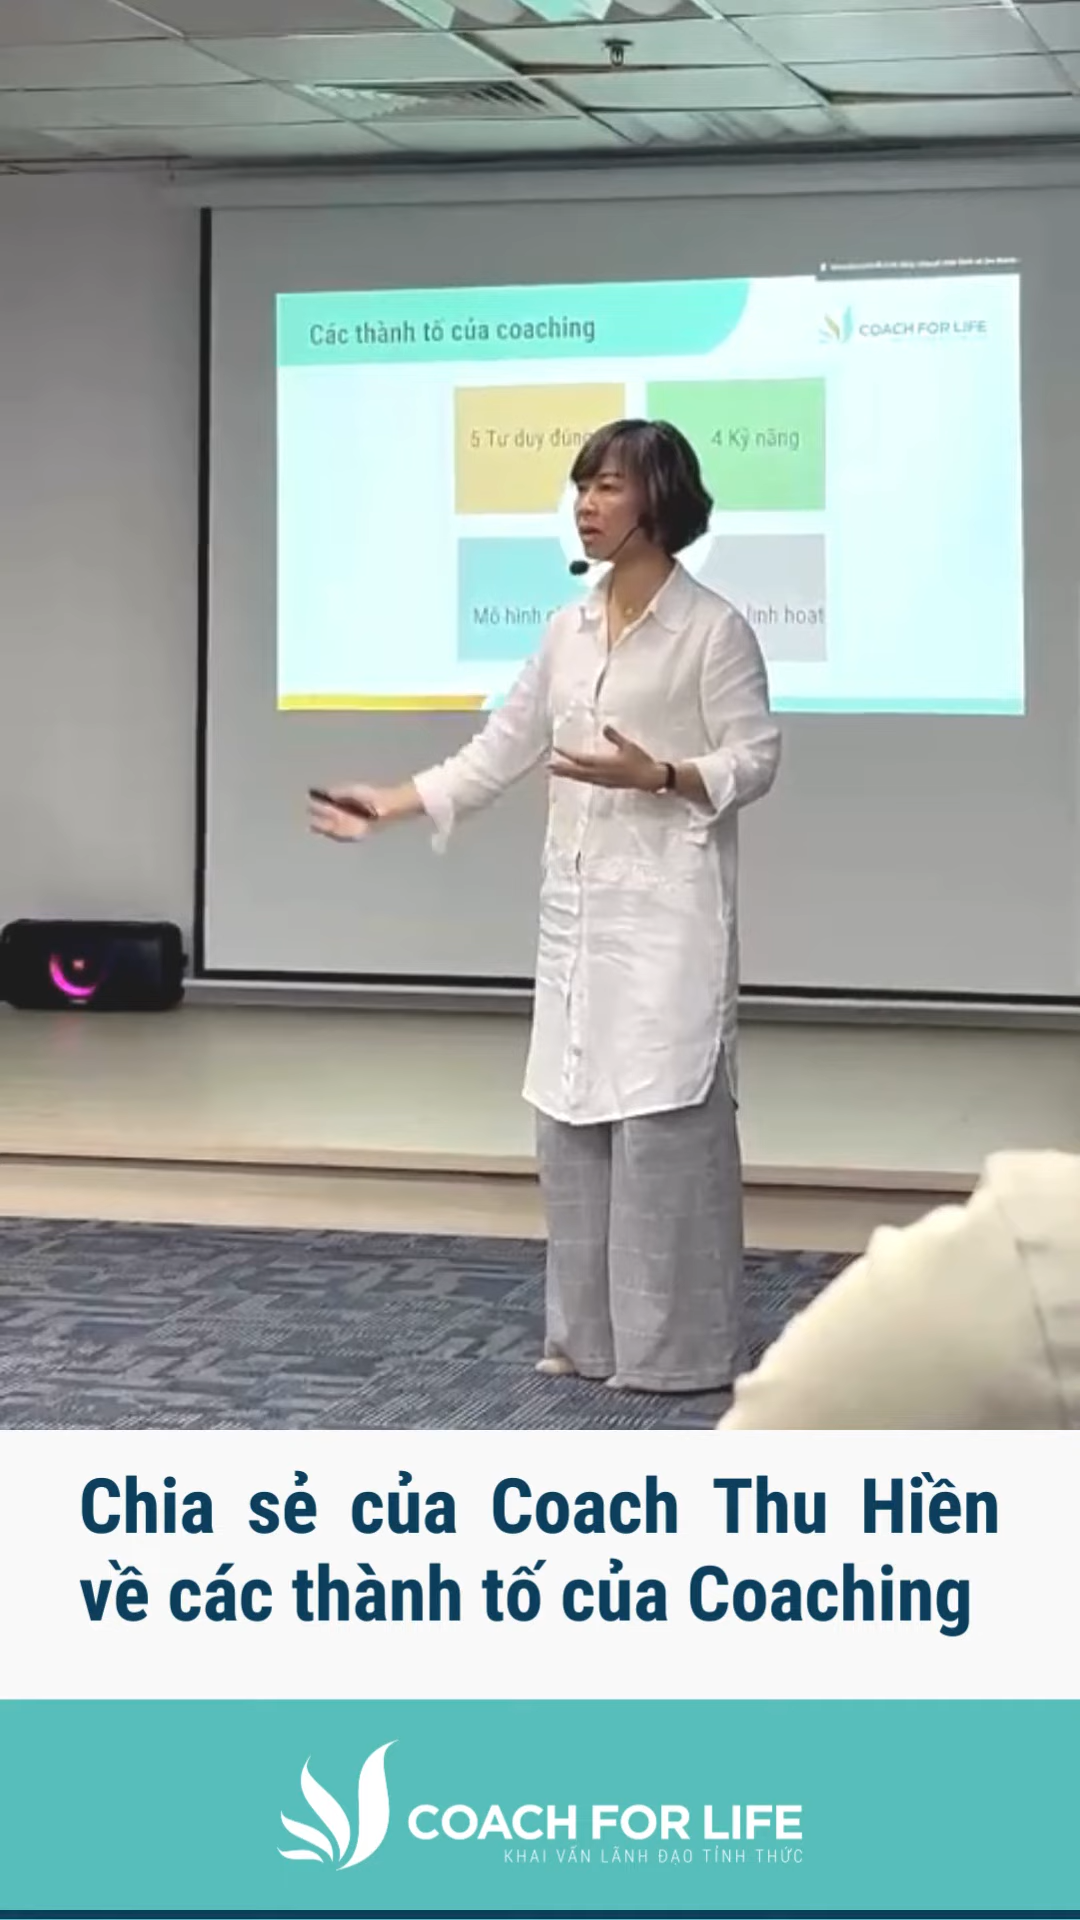 Các thành tố của coaching
COACH FOR LIFE
5 Tư duy đúng
4 Kỹ năng
Mô hình
linh hoạt
Chia sẻ của Coach Thu Hiền
về các thành tố của Coaching
COACH FOR LIFE
KHAI VẤN LÃNH ĐẠO TỈNH THỨC